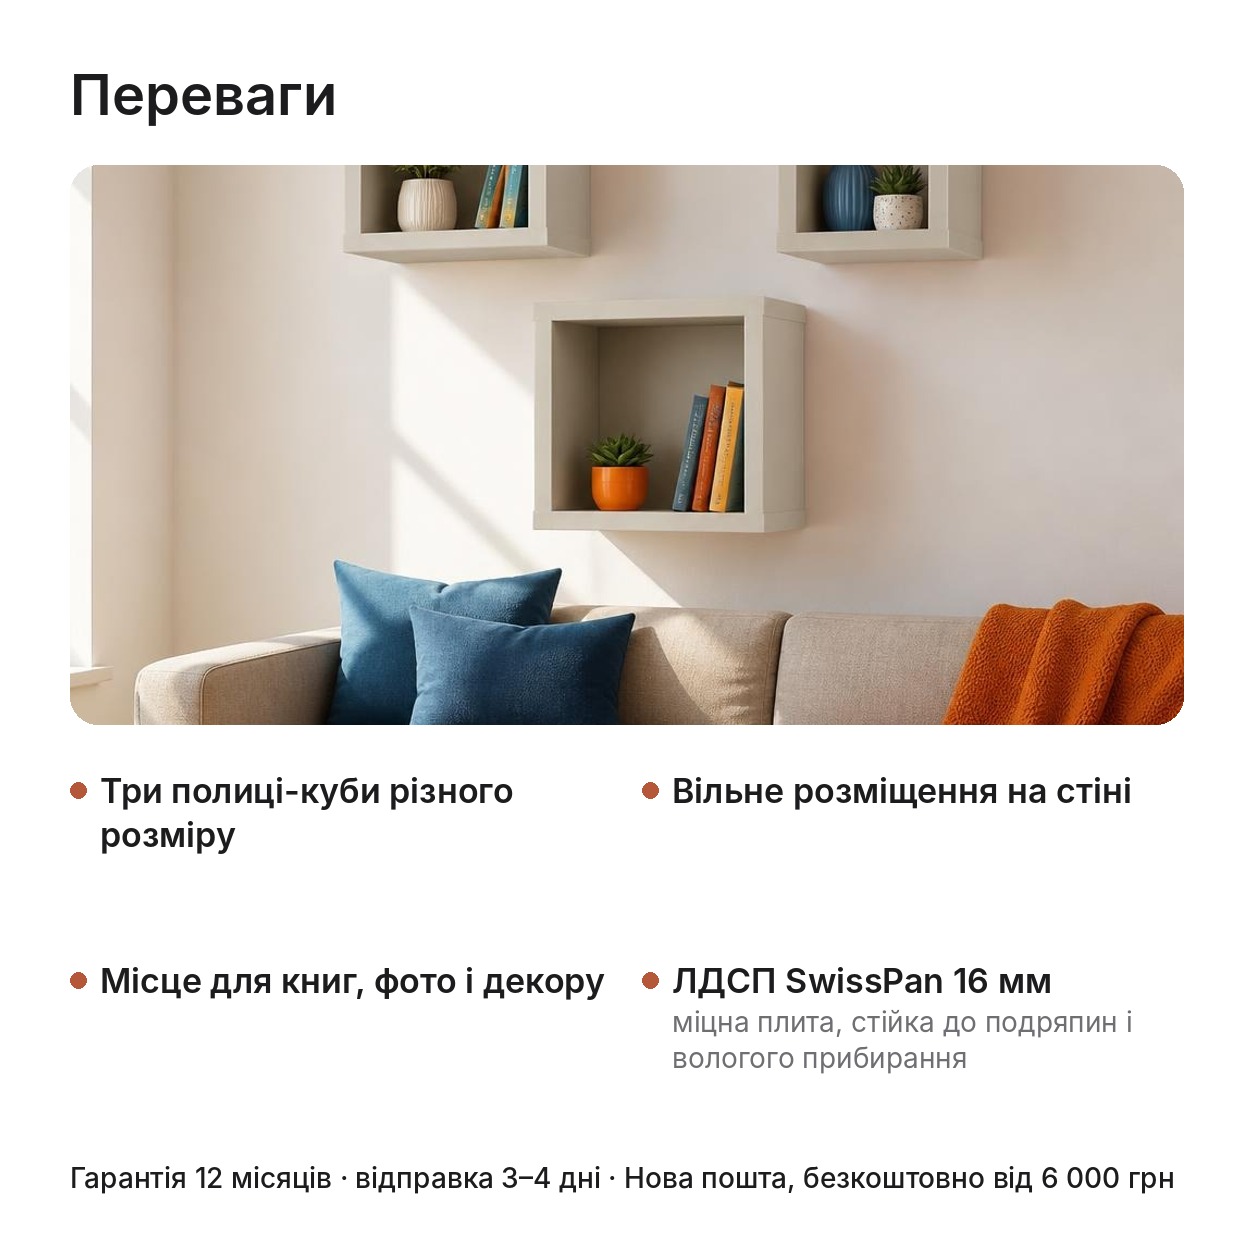 Переваги
Три полиці-куби різного
розміру
Вільне розміщення на стіні
Місце для книг, фото і декору
ЛДСП SwissPan 16 мм
міцна плита, стійка до подряпин і
вологого прибирання
Гарантія 12 місяців · відправка 3–4 дні · Нова пошта, безкоштовно від 6 000 грн